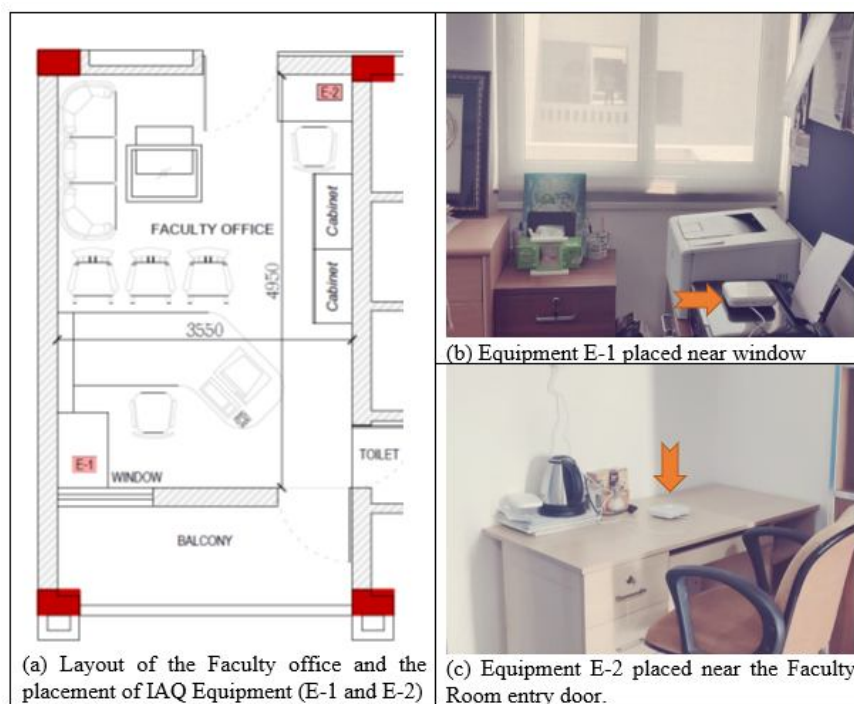 E-2
FACULTY OFFICE
Cabinet
Cabinet
4950
3550
E-1
WINDOW
TOILET
BALCONY
(a) Layout of the Faculty office and the
placement of IAQ Equipment (E-1 and E-2)
(b) Equipment E-1 placed near window
(c) Equipment E-2 placed near the Faculty
Room entry door.